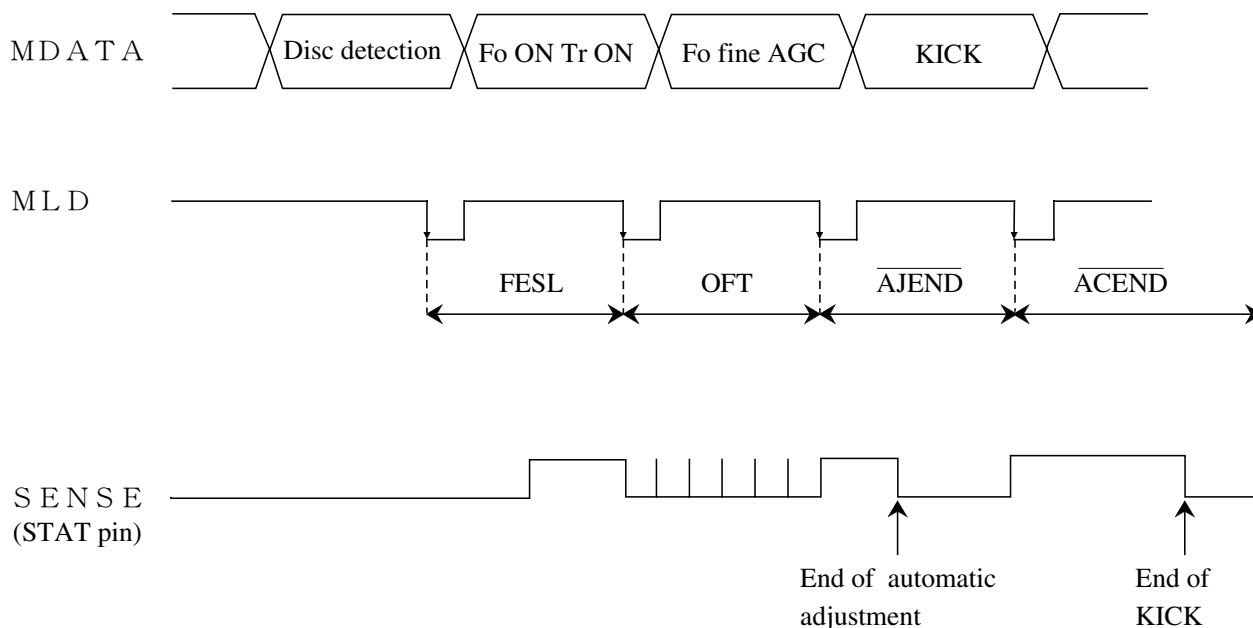 ＭＤＡＴＡ Disc detection Fo ON Tr ON Fo fine AGC KICK
ＭＬＤ
FESL OFT AJEND ACEND
ＳＥＮＳＥ
(STAT pin)
End of automatic
adjustment
End of
KICK